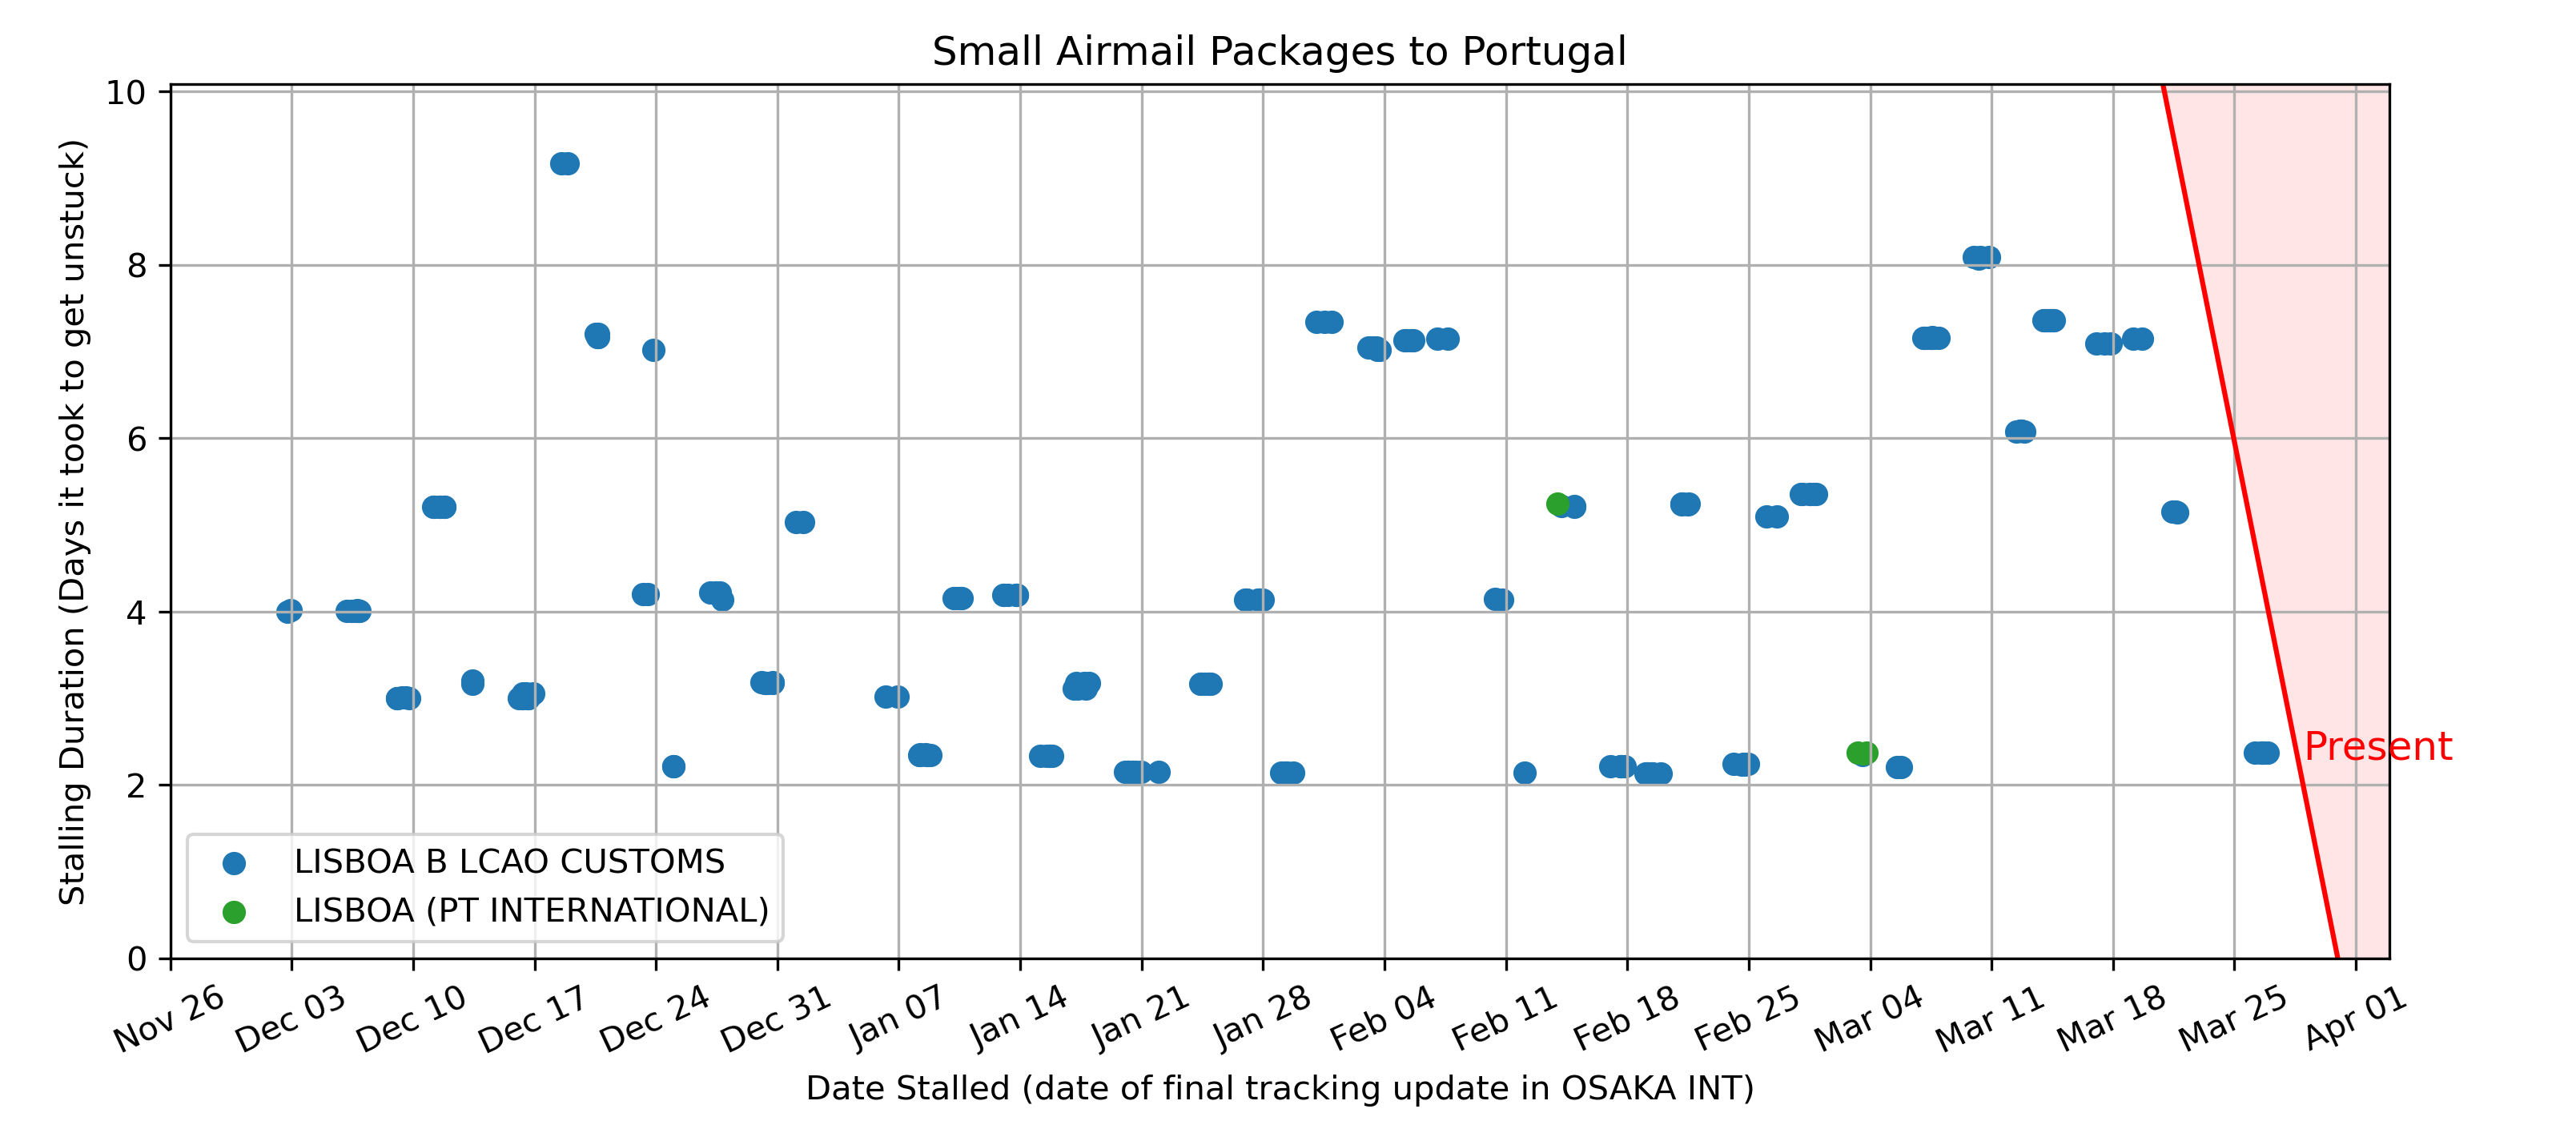 Small Airmail Packages to Portugal
Stalling Duration (Days it took to get unstuck)
10
8
6
4
2
0
Present
LISBOA B LCAO CUSTOMS
LISBOA (PT INTERNATIONAL)
Nov 26
Dec 03
Dec 10
Dec 17
Dec 24
Dec 31
Jan 07
Jan 14
Jan 21
Jan 28
Feb 04
Feb 11
Feb 18
Feb 25
Mar 04
Mar 11
Mar 18
Mar 25
Apr 01
Date Stalled (date of final tracking update in OSAKA INT)